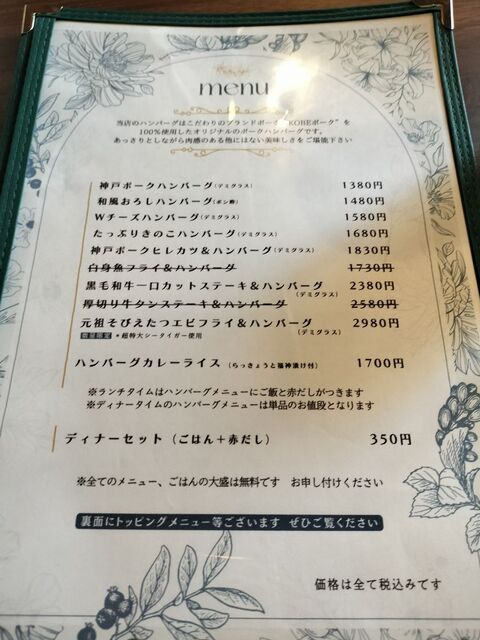 menu
当店のハンバーグはこだわりのブランドポーク"KOBEポーク"を
100%使用したオリジナルのポークハンバーグです。
あっさりとしながら肉感のある他にはない美味しさをご堪能下さい
神戸ポークハンバーグ(デミグラス) 1380円
和風おろしハンバーグ(ポン酢) 1480円
Wチーズハンバーグ(デミグラス) 1580円
たっぷりきのこハンバーグ(デミグラス) 1680円
神戸ポークヒレカツ&ハンバーグ(デミグラス) 1830円
白身魚フライ&ハンバーグ 1730円
黒毛和牛一口カットステーキ&ハンバーグ 2380円
(デミグラス)
厚切り牛タンステーキ&ハンバーグ 2580円
元祖そびえたつエビフライ&ハンバーグ 2980円
数量限定 ※超特大シータイガー使用 (デミグラス)
ハンバーグカレーライス (らっきょうと福神漬け付) 1700円
※ランチタイムはハンバーグメニューにご飯と赤だしがつきます
※ディナータイムのハンバーグメニューは単品のお値段となります
ディナーセット(ごはん+赤だし) 350円
※全てのメニュー、ごはんの大盛は無料です お申し付けください
裏面にトッピングメニュー等ございます ぜひご覧ください
価格は全て税込みです